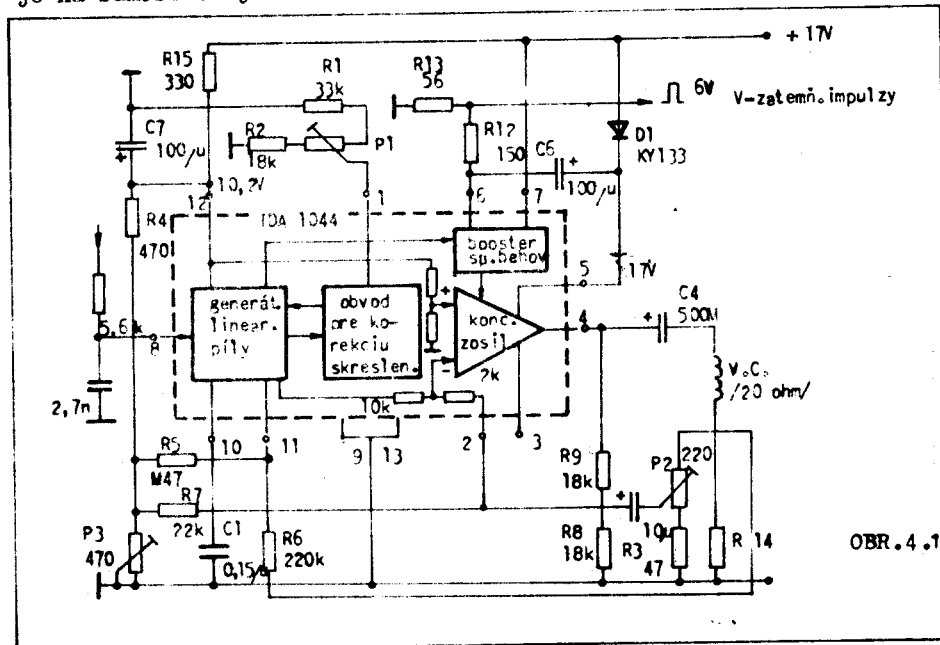 + 17V
R15
330
R1
33k
R13
56
6V
V-zatemň.impulzy
C7
100/u
R2
18k
P1
R12
150
C6
100/u
D1
KY133
10,2V
12
1
6
7
R4
470
TDA 1044
booster
sp.behov
17V
5
generát.
linear.
píly
obvod
pre ko-
rekciu
skreslen.
+
konc.
zosil
-
4
C4
500M
5,6k
8
2k
V.C.
/20 ohm/
2,7n
10k
10
11
9
13
2
3
R5
M47
R9
18k
P2
220
R7
22k
C1
0,15/u
R6
220k
P3
470
R8
18k
10µ
R3
47
R 14
OBR.4.1